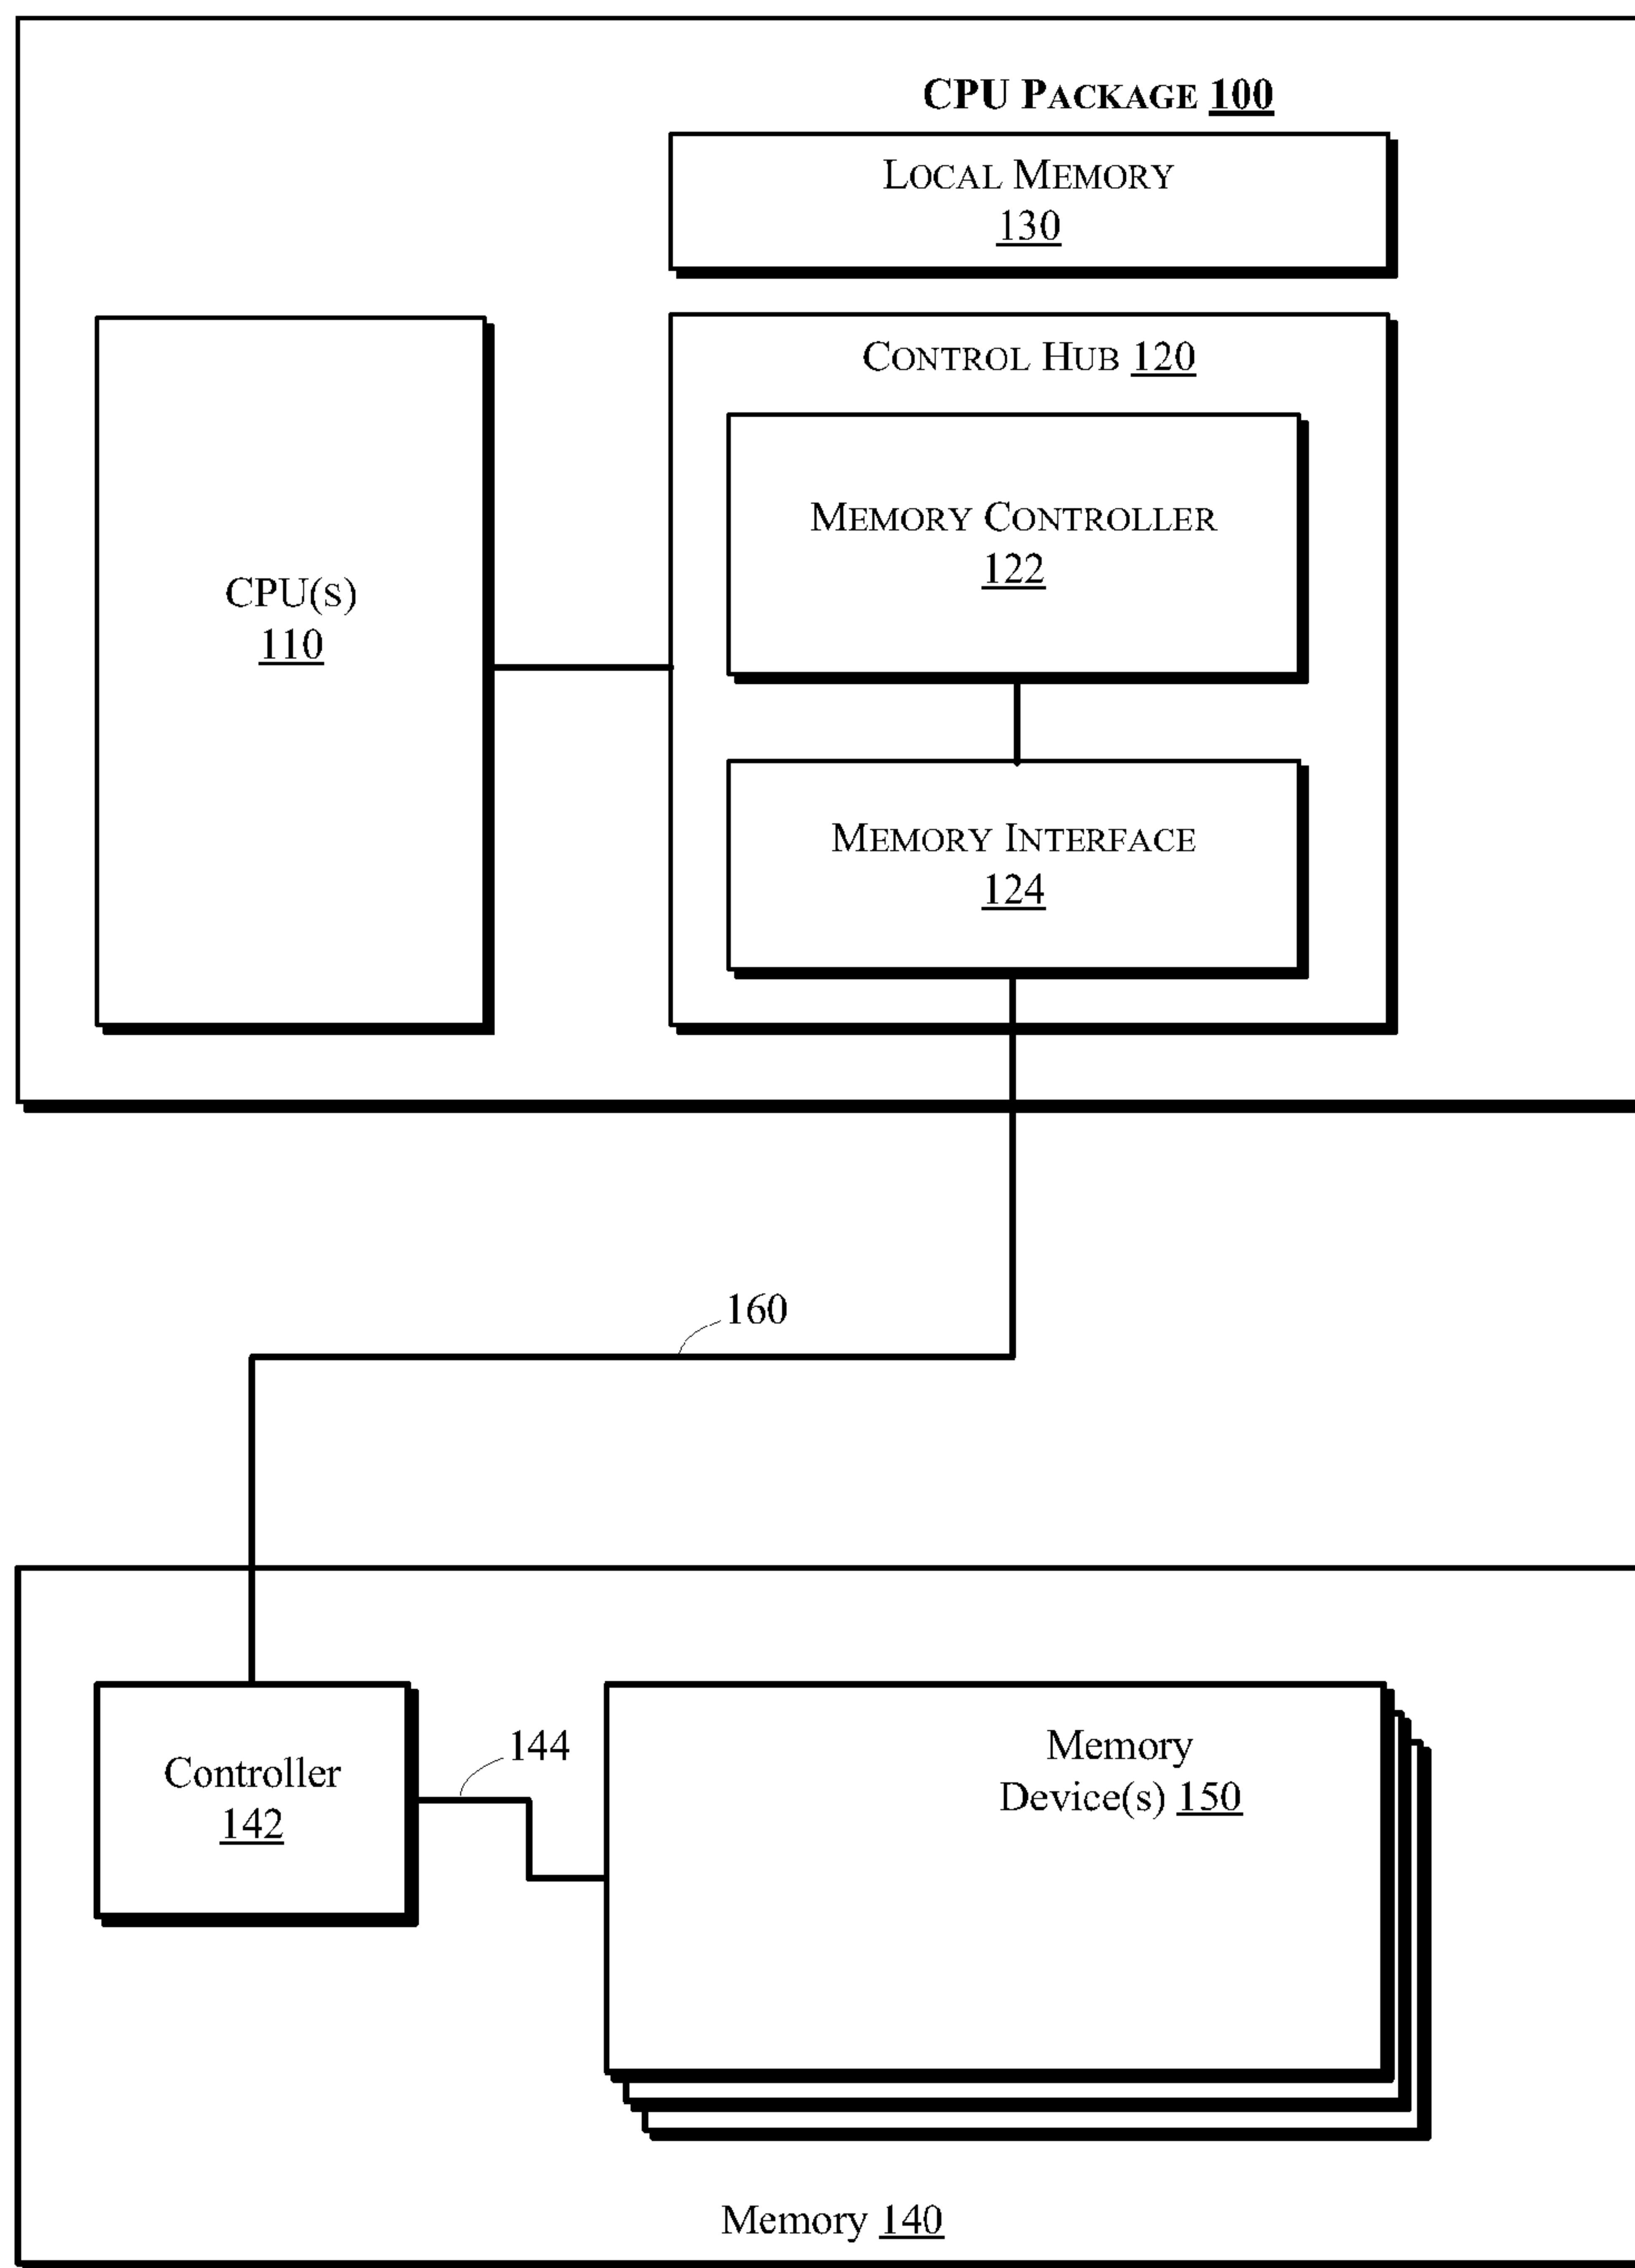 CPU PACKAGE 100
LOCAL MEMORY
130
CONTROL HUB 120
MEMORY CONTROLLER
122
CPU(S)
110
MEMORY INTERFACE
124
160
144
Controller
142
Memory
Device(s) 150
Memory 140